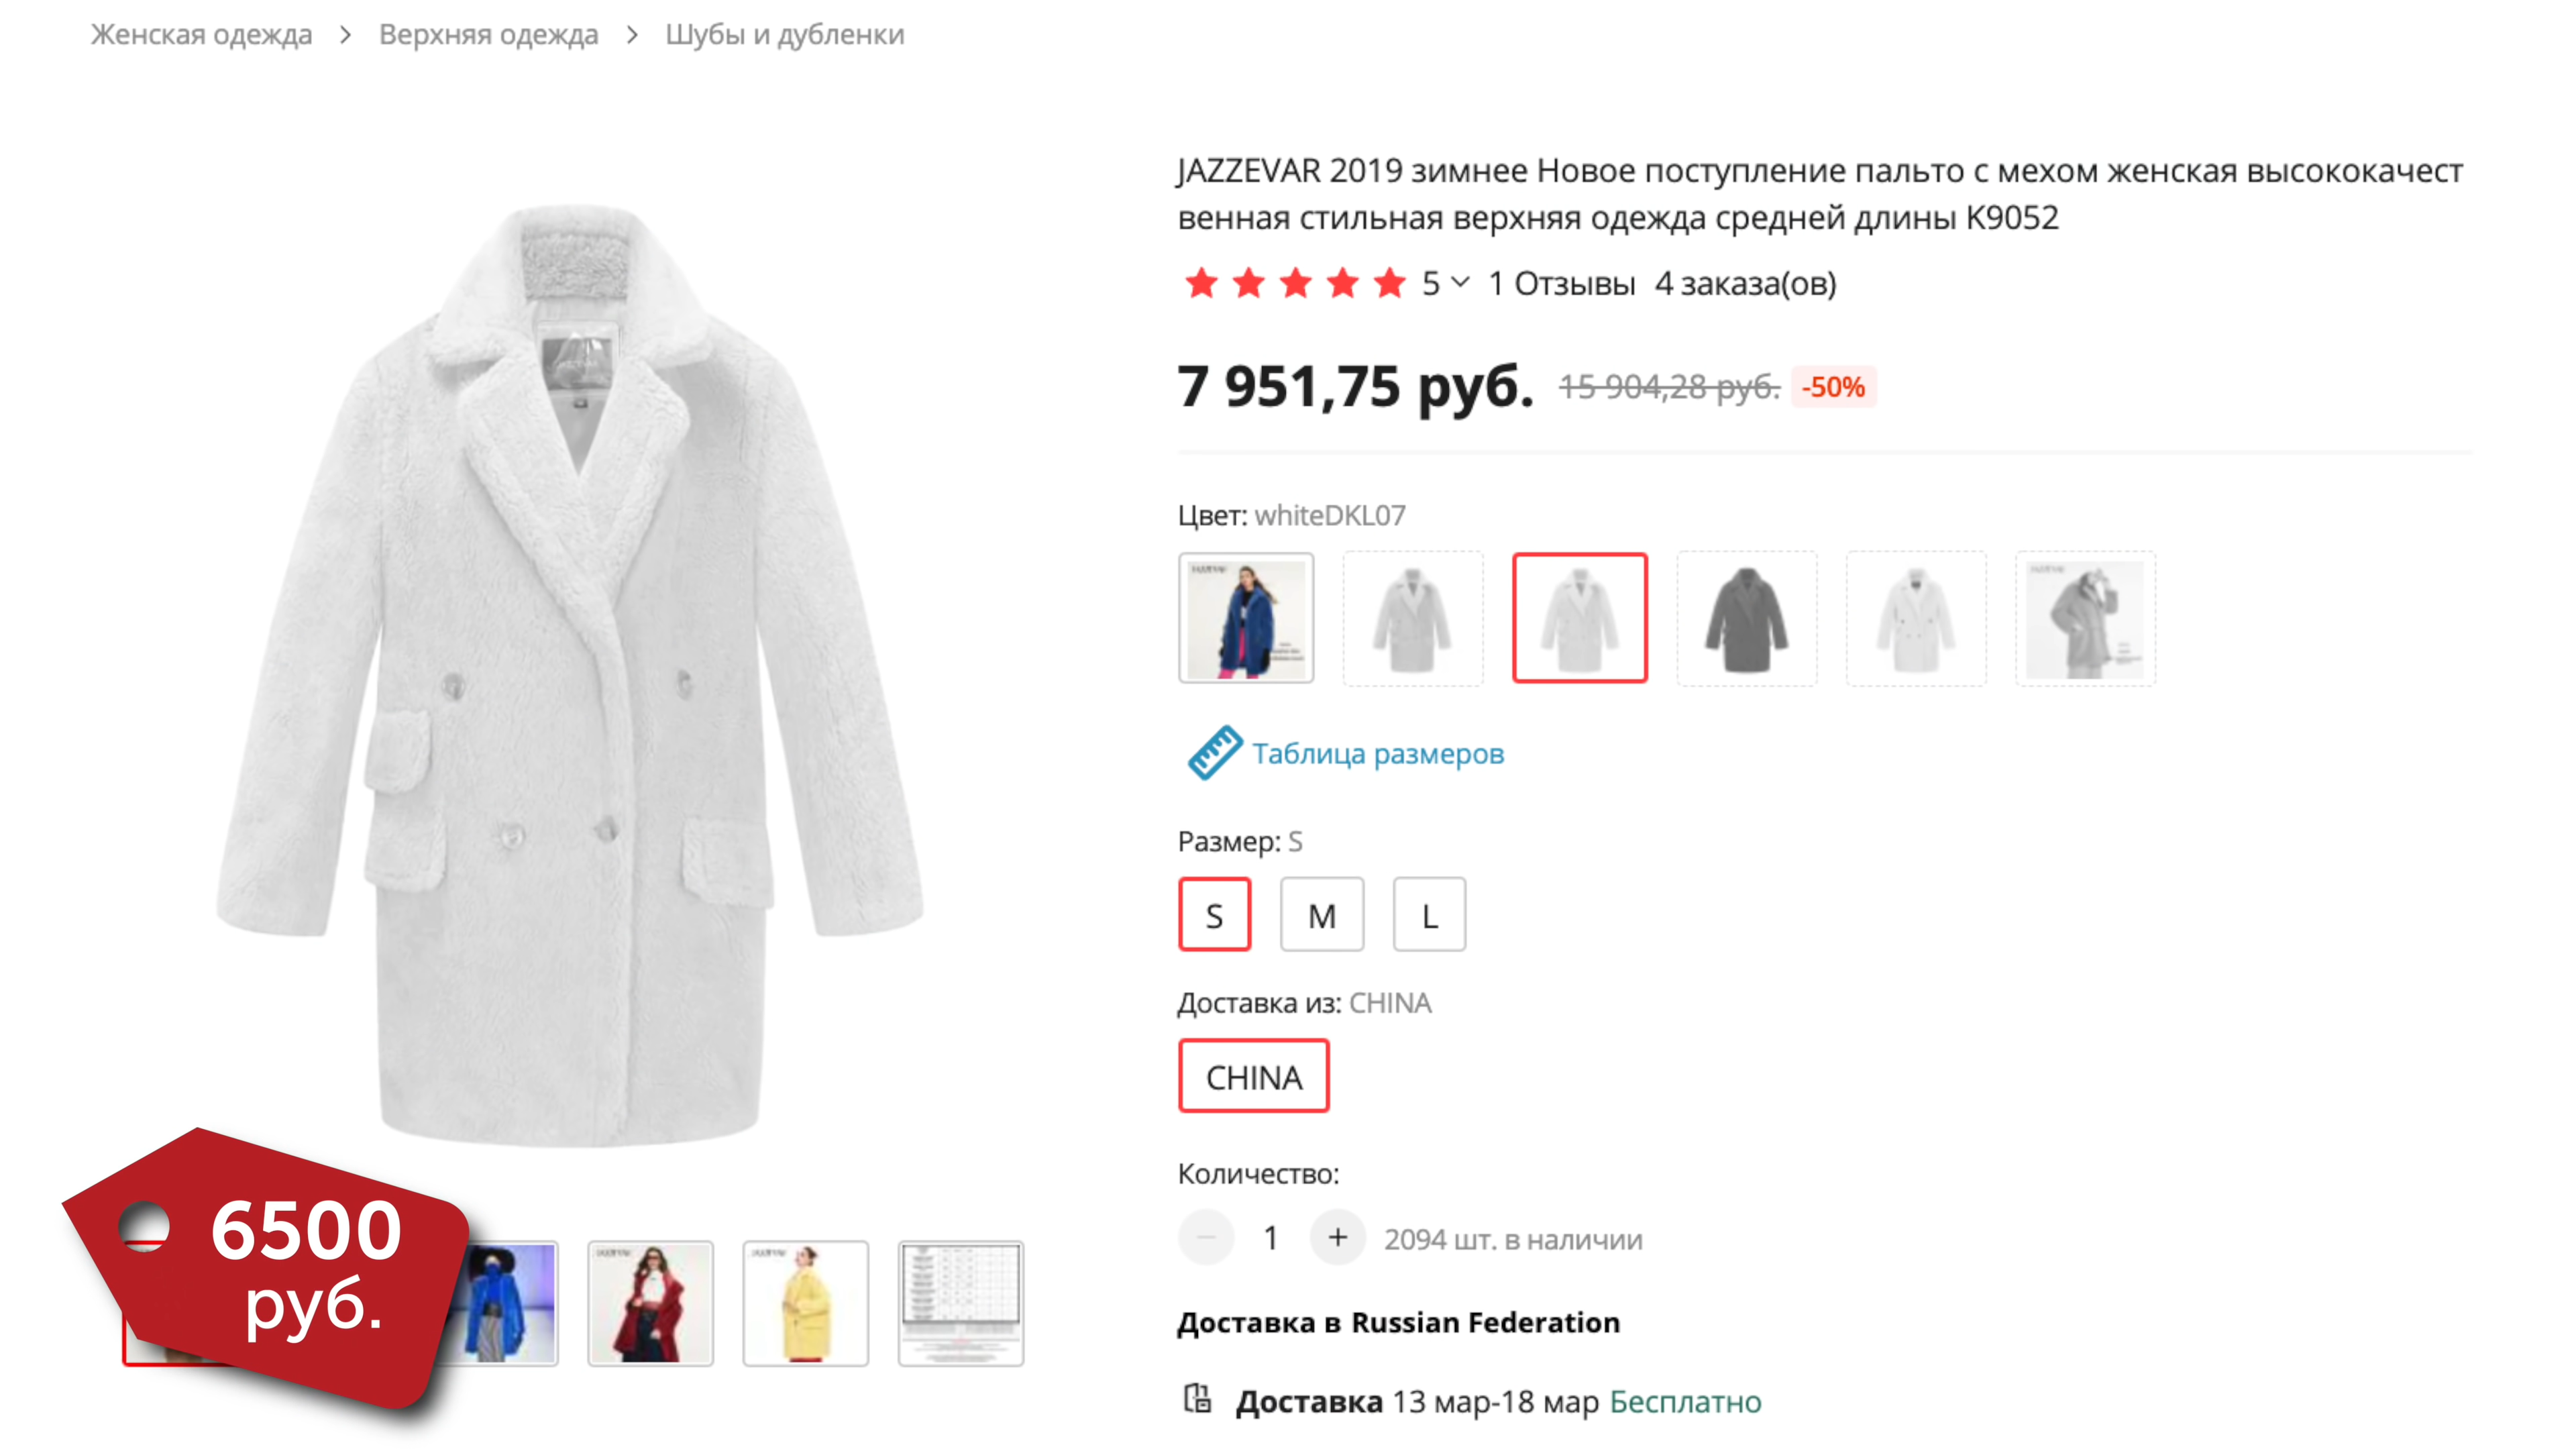 Женская одежда > Верхняя одежда > Шубы и дубленки
JAZZEVAR 2019 зимнее Новое поступление пальто с мехом женская высококачест
венная стильная верхняя одежда средней длины K9052
5 1 Отзывы 4 заказа(ов)
7 951,75 руб. 15 904,28 руб. -50%
Цвет: whiteDKL07
Таблица размеров
Размер: S
S M L
Доставка из: CHINA
CHINA
Количество:
− 1 + 2094 шт. в наличии
Доставка в Russian Federation
Доставка 13 мар-18 мар Бесплатно
6500
руб.